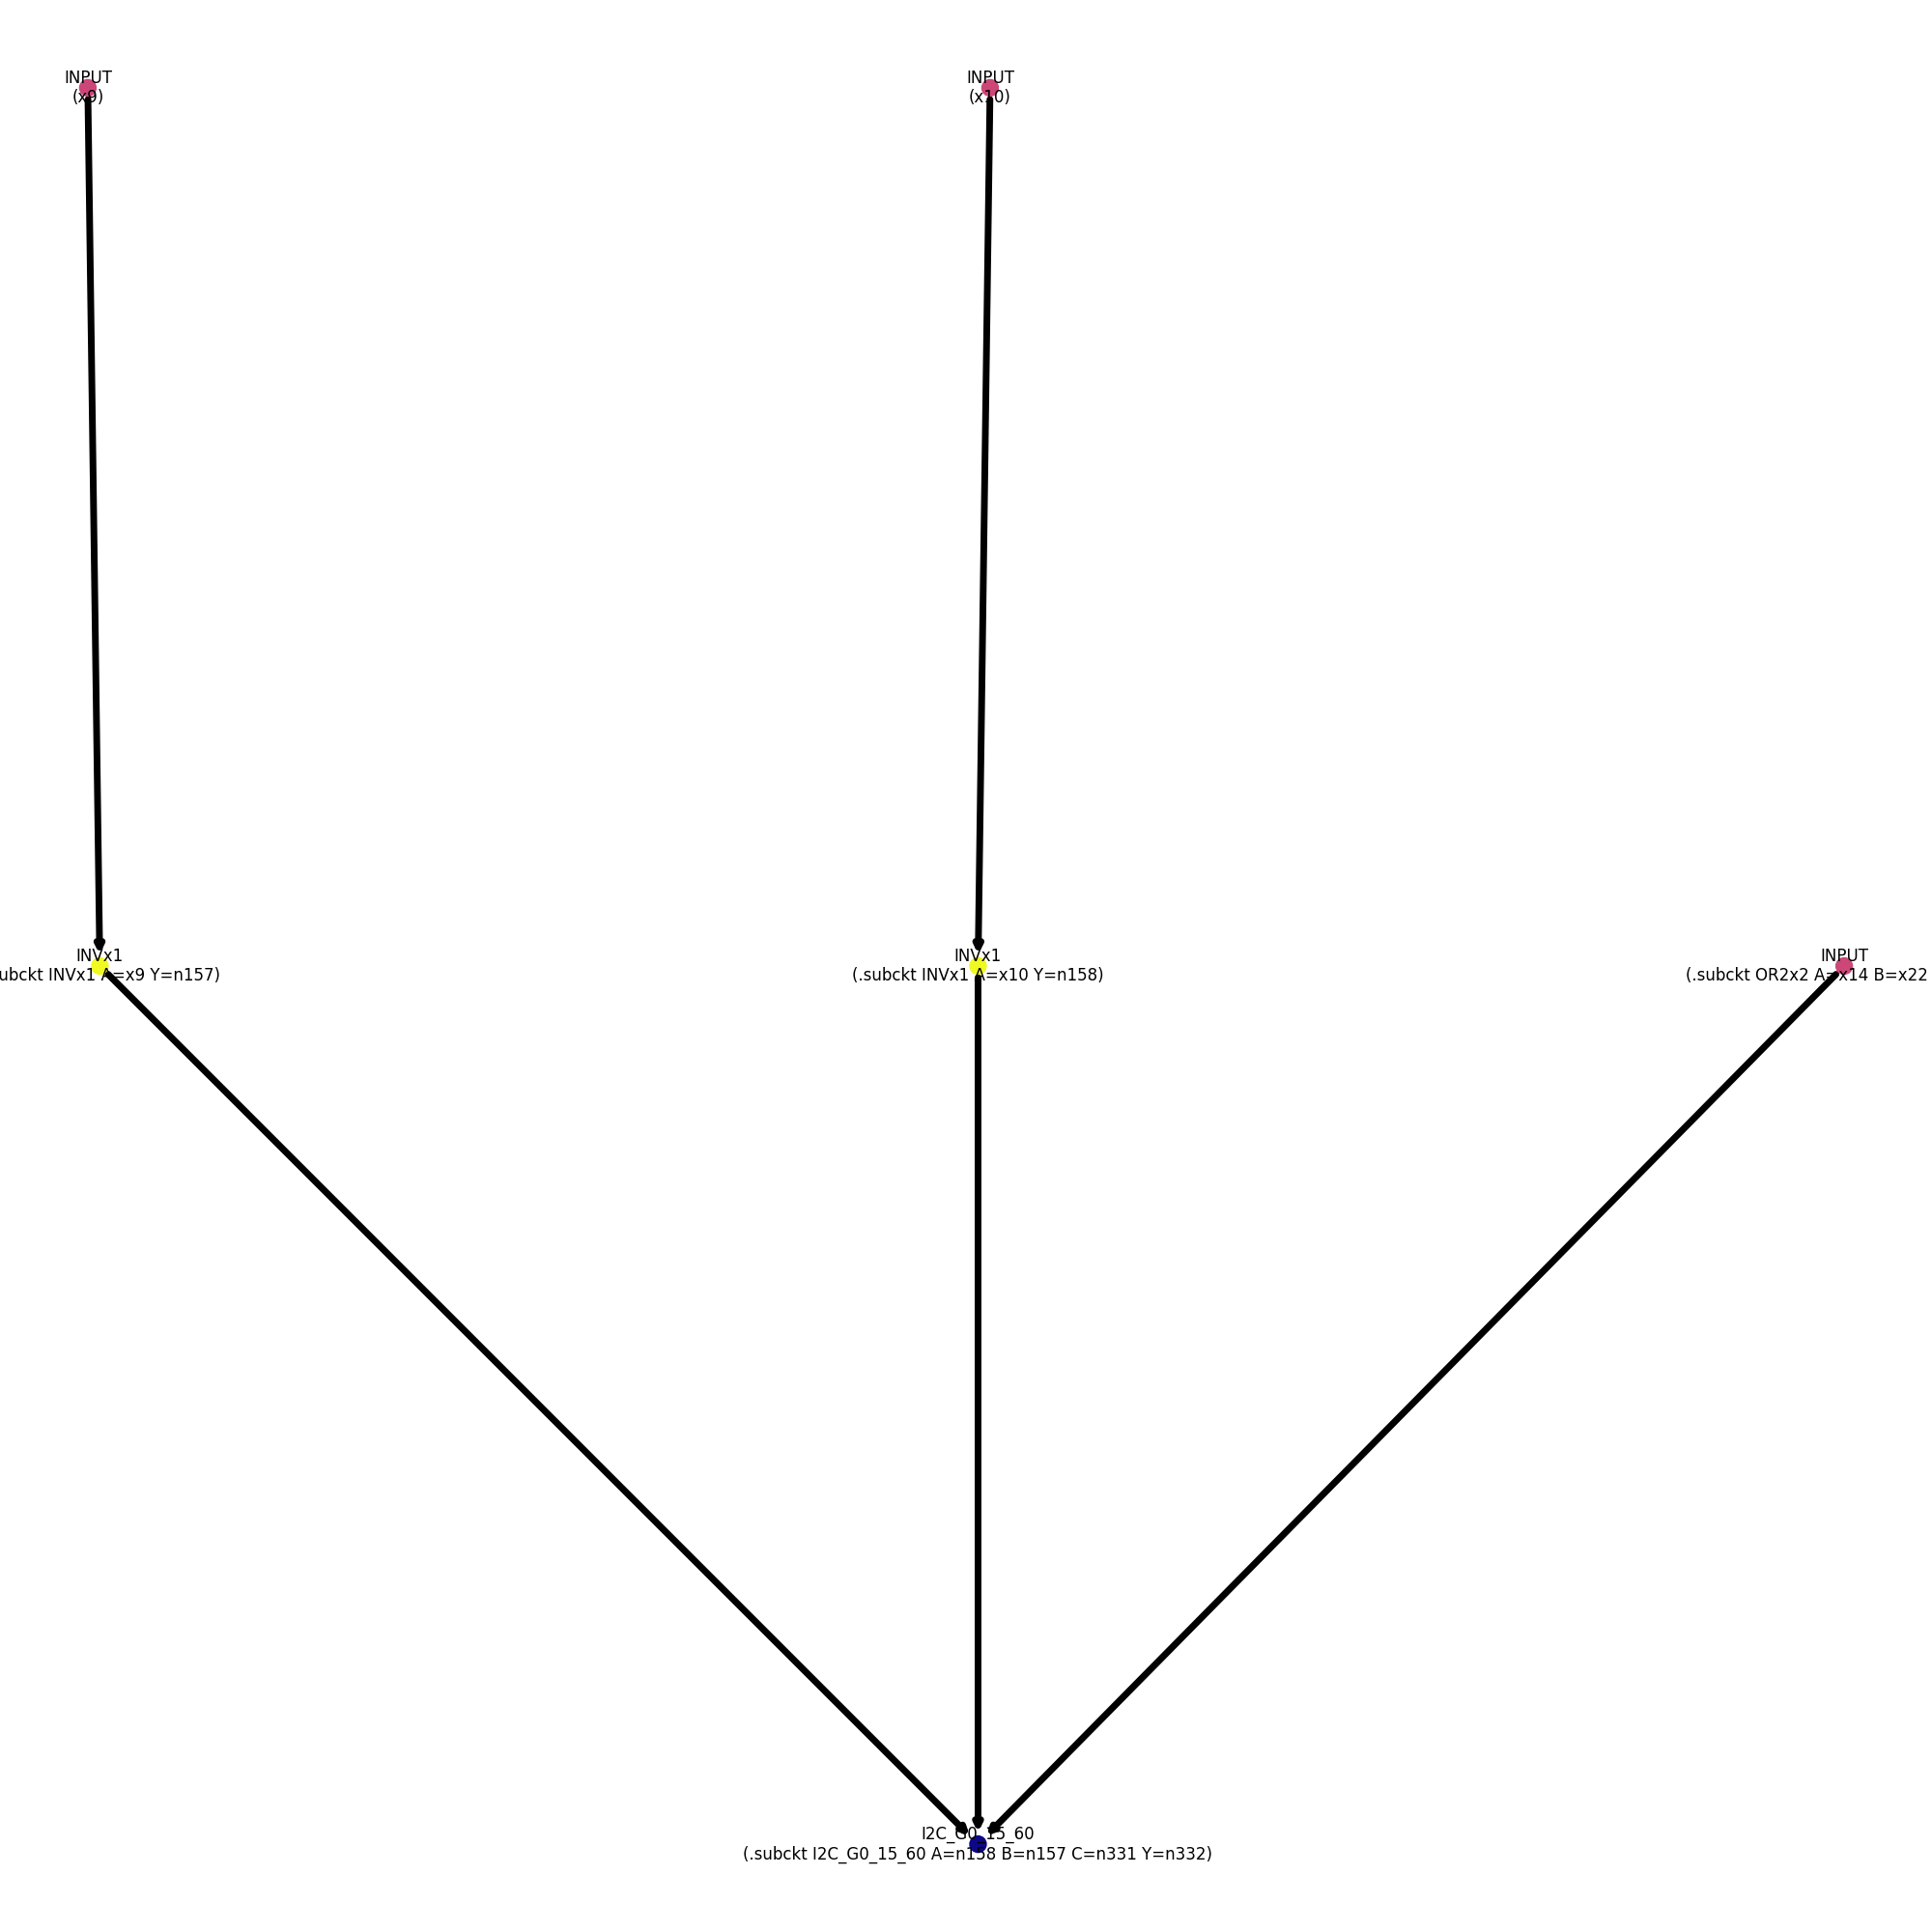 INPUT
(x9)
INPUT
(x10)
INVx1
ubckt INVx1 A=x9 Y=n157)
INVx1
(.subckt INVx1 A=x10 Y=n158)
INPUT
(.subckt OR2x2 A=x14 B=x22
I2C_G0_15_60
(.subckt I2C_G0_15_60 A=n158 B=n157 C=n331 Y=n332)